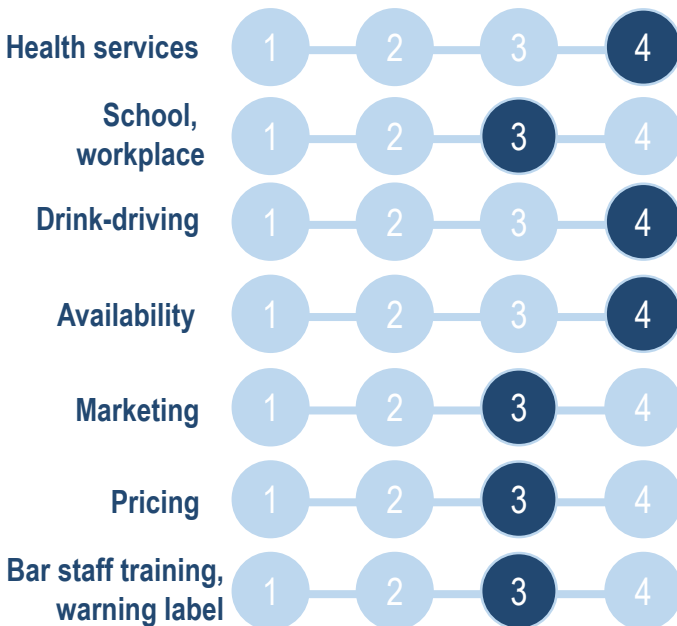 Health services 1 2 3 4
School,
workplace 1 2 3 4
Drink-driving 1 2 3 4
Availability 1 2 3 4
Marketing 1 2 3 4
Pricing 1 2 3 4
Bar staff training,
warning label 1 2 3 4